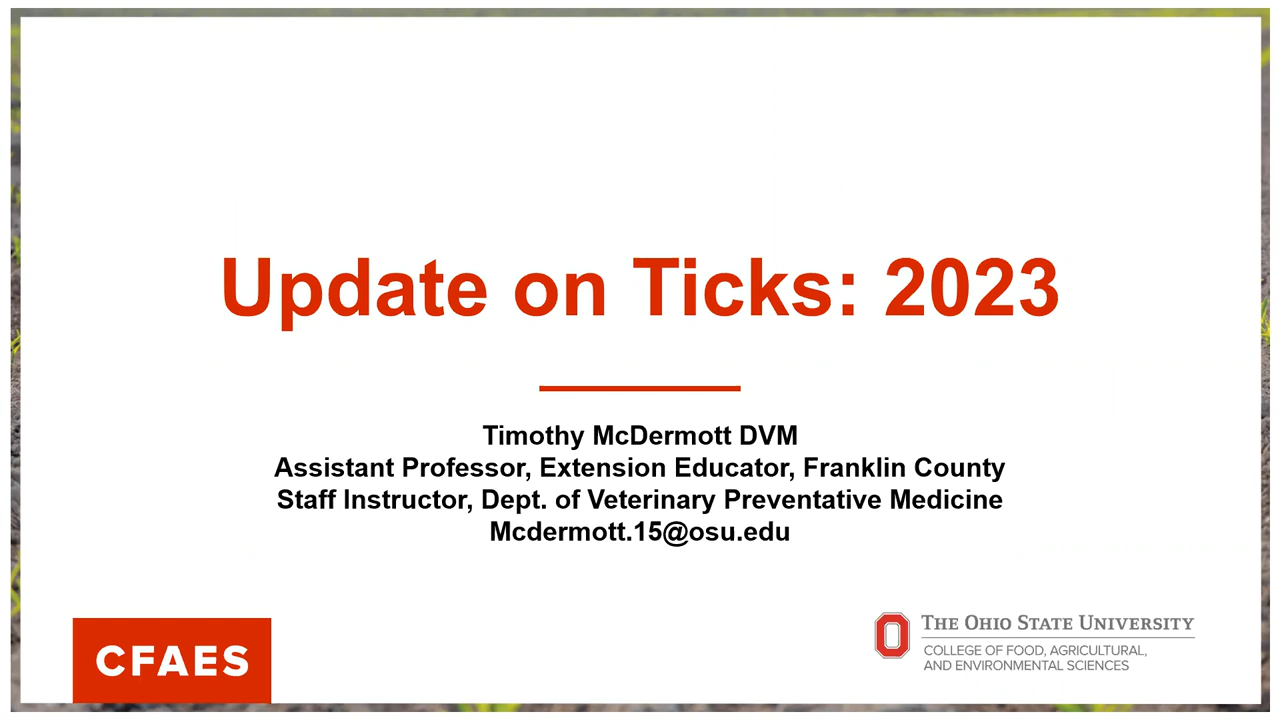 Update on Ticks: 2023
Timothy McDermott DVM
Assistant Professor, Extension Educator, Franklin County
Staff Instructor, Dept. of Veterinary Preventative Medicine
Mcdermott.15@osu.edu
CFAES
THE OHIO STATE UNIVERSITY
COLLEGE OF FOOD, AGRICULTURAL,
AND ENVIRONMENTAL SCIENCES